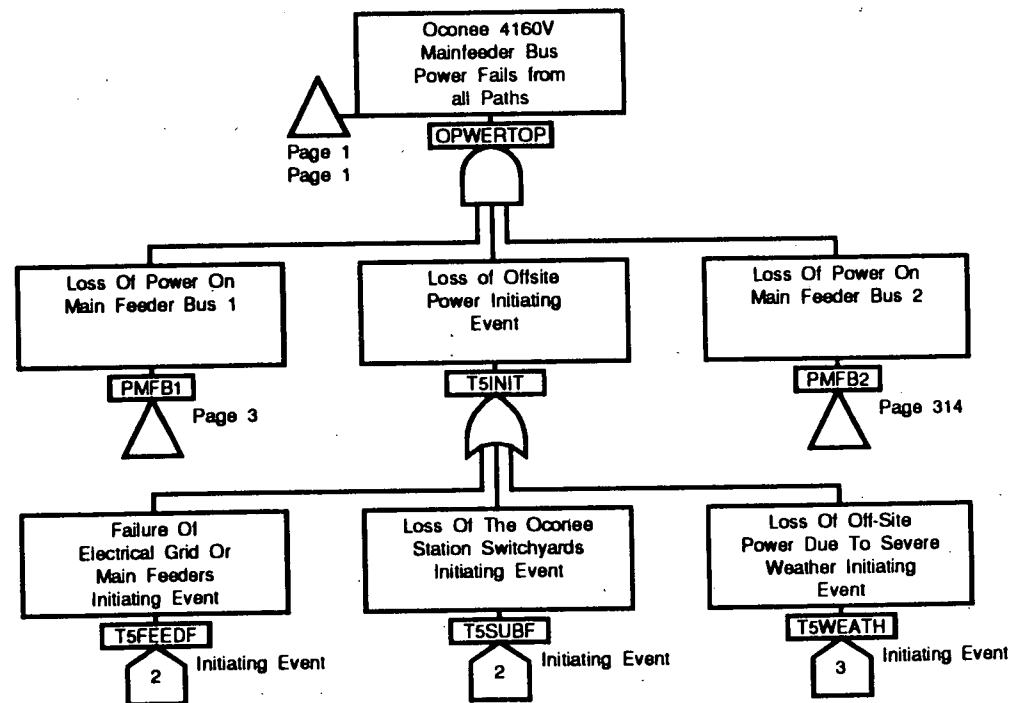 Oconee 4160V
Mainfeeder Bus
Power Fails from
all Paths
Page 1
Page 1
OPWERTOP
Loss Of Power On
Main Feeder Bus 1
PMFB1
Page 3
Loss of Offsite
Power Initiating
Event
T5INIT
Loss Of Power On
Main Feeder Bus 2
PMFB2
Page 314
Failure Of
Electrical Grid Or
Main Feeders
Initiating Event
T5FEEDF
2
Initiating Event
Loss Of The Oconee
Station Switchyards
Initiating Event
T5SUBF
2
Initiating Event
Loss Of Off-Site
Power Due To Severe
Weather Initiating
Event
T5WEATH
3
Initiating Event